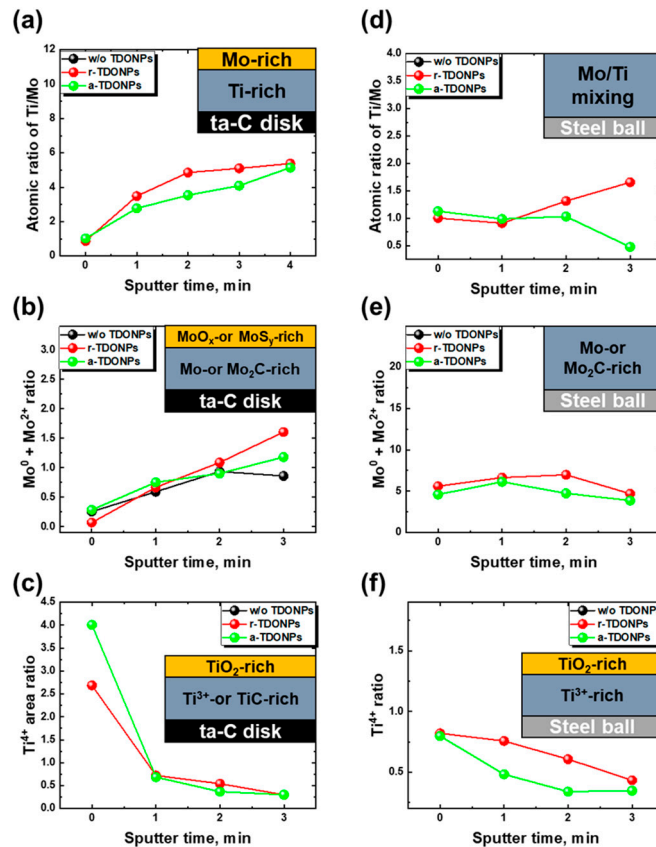 (a)
12
10
8
6
4
2
0
Atomic ratio of Ti/Mo
w/o TDONPs
r-TDONPs
a-TDONPs
Mo-rich
Ti-rich
ta-C disk
0 1 2 3 4
Sputter time, min
(d)
4.0
3.5
3.0
2.5
2.0
1.5
1.0
0.5
Atomic ratio of Ti/Mo
w/o TDONPs
r-TDONPs
a-TDONPs
Mo/Ti
mixing
Steel ball
0 1 2 3
Sputter time, min
(b)
3.0
2.5
2.0
1.5
1.0
0.5
0.0
Mo⁰ + Mo²⁺ ratio
w/o TDONPs
r-TDONPs
a-TDONPs
MoOₓ-or MoSᵧ-rich
Mo-or Mo₂C-rich
ta-C disk
0 1 2 3
Sputter time, min
(e)
20
15
10
5
0
Mo⁰ + Mo²⁺ ratio
w/o TDONPs
r-TDONPs
a-TDONPs
Mo-or
Mo₂C-rich
Steel ball
0 1 2 3
Sputter time, min
(c)
4.5
4.0
3.5
3.0
2.5
2.0
1.5
1.0
0.5
0.0
Ti⁴⁺ area ratio
w/o TDONPs
r-TDONPs
a-TDONPs
TiO₂-rich
Ti³⁺-or TiC-rich
ta-C disk
0 1 2 3
Sputter time, min
(f)
1.5
1.0
0.5
Ti⁴⁺ ratio
w/o TDONPs
r-TDONPs
a-TDONPs
TiO₂-rich
Ti³⁺-rich
Steel ball
0 1 2 3
Sputter time, min